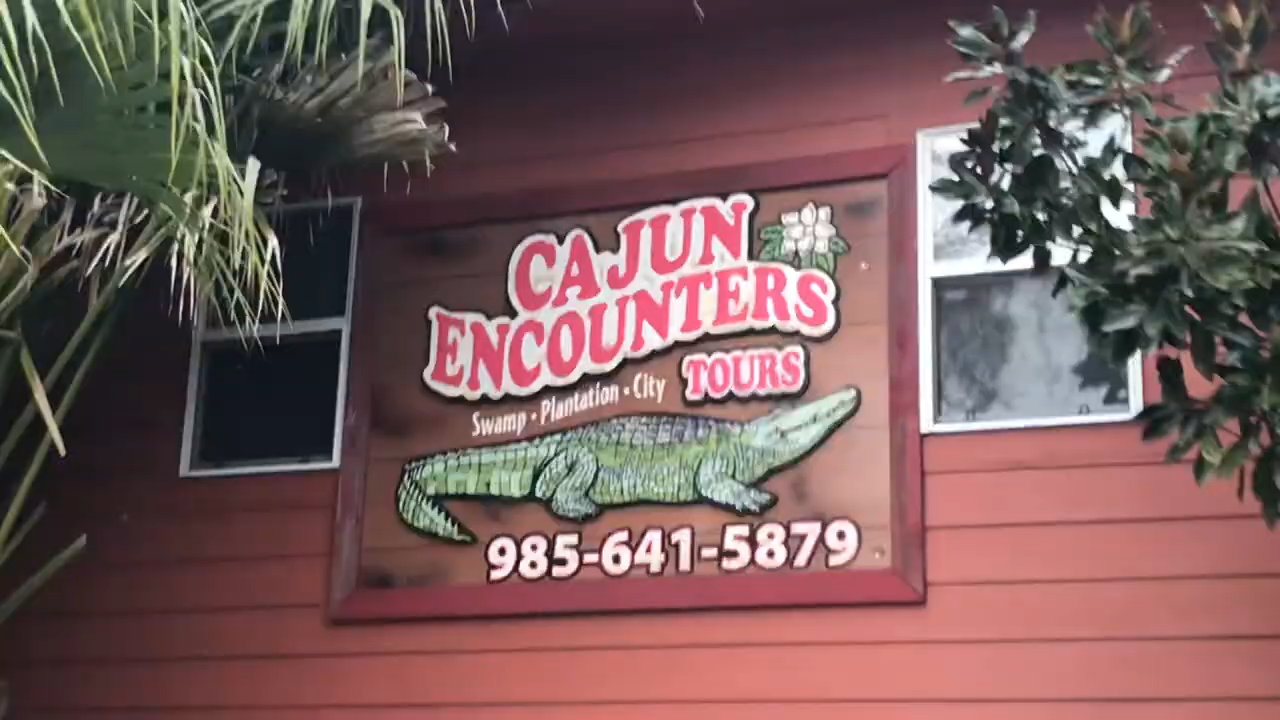 CAJUN
ENCOUNTERS
TOURS
Swamp • Plantation • City
985-641-5879